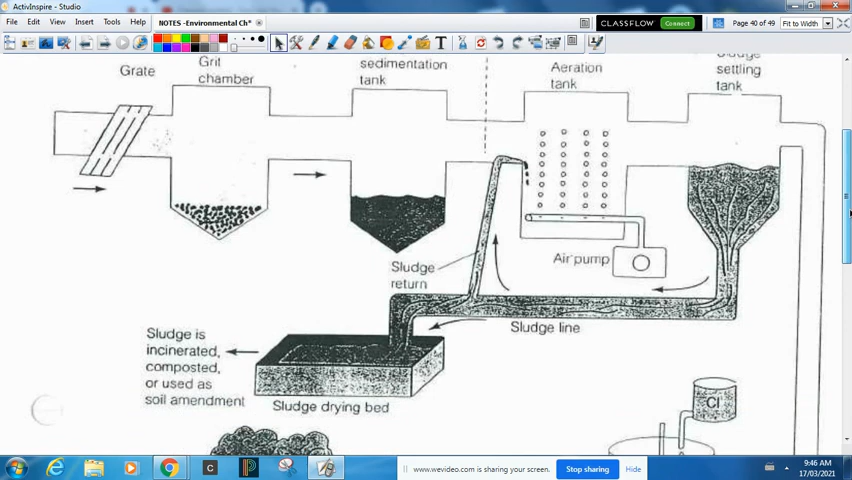 ActivInspire - Studio
File Edit View Insert Tools Help
NOTES -Environmental Ch*
CLASSFLOW Connect
Page 40 of 49
Fit to Width
Grate
Grit
chamber
sedimentation
tank
Aeration
tank
settling
tank
Sludge
return
Air pump
Sludge line
Sludge is
incinerated,
composted,
or used as
soil amendment
Sludge drying bed
Cl
www.wevideo.com is sharing your screen.
Stop sharing
Hide
9:46 AM
17/03/2021